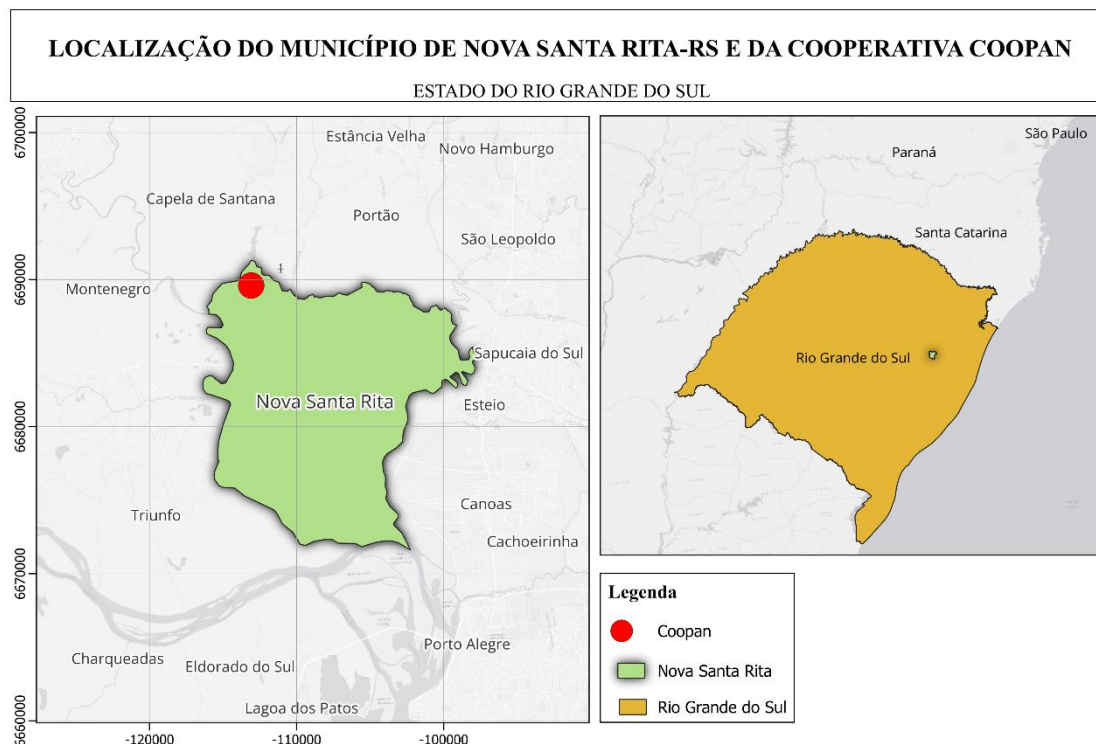 LOCALIZAÇÃO DO MUNICÍPIO DE NOVA SANTA RITA-RS E DA COOPERATIVA COOPAN
ESTADO DO RIO GRANDE DO SUL
6700000
6690000
6680000
6670000
6660000
Estância Velha
Novo Hamburgo
Capela de Santana
Portão
São Leopoldo
Montenegro
Sapucaia do Sul
Nova Santa Rita
Esteio
Triunfo
Canoas
Cachoeirinha
Porto Alegre
Charqueadas
Eldorado do Sul
Lagoa dos Patos
-120000
-110000
-100000
São Paulo
Paraná
Santa Catarina
Rio Grande do Sul
Legenda
Coopan
Nova Santa Rita
Rio Grande do Sul